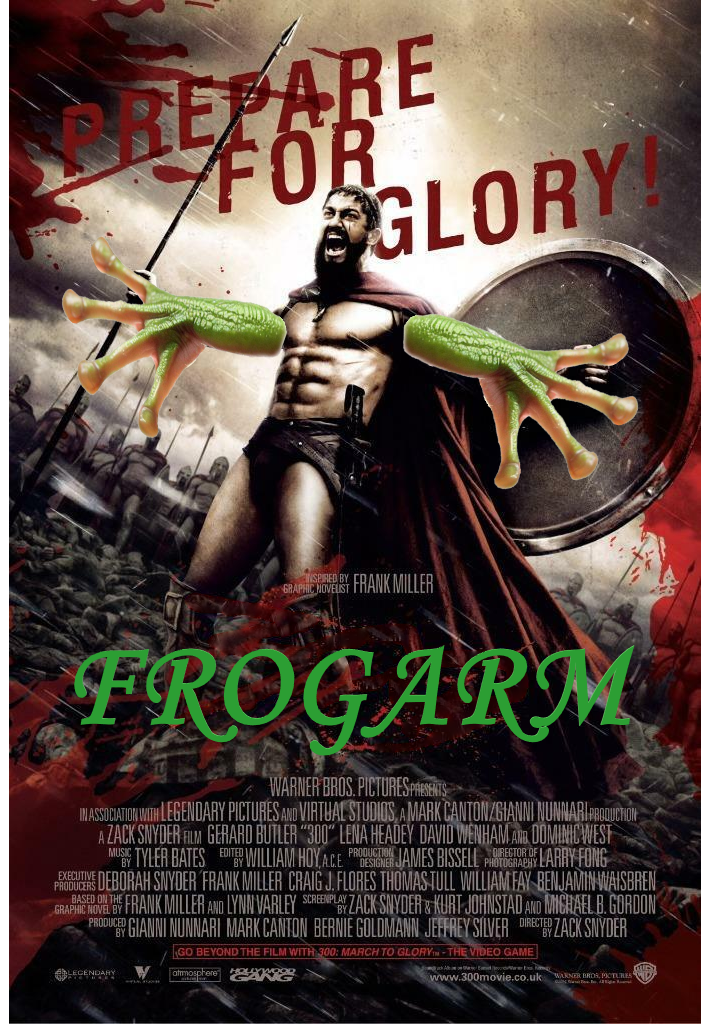 PREPARE
FOR
GLORY!
INSPIRED BY GRAPHIC NOVELIST FRANK MILLER
FROGARM
WARNER BROS. PICTURES PRESENTS
IN ASSOCIATION WITH LEGENDARY PICTURES AND VIRTUAL STUDIOS, A MARK CANTON/GIANNI NUNNARI PRODUCTION
A ZACK SNYDER FILM GERARD BUTLER "300" LENA HEADEY DAVID WENHAM AND DOMINIC WEST
MUSIC BY TYLER BATES EDITED BY WILLIAM HOY, A.C.E. PRODUCTION DESIGNER JAMES BISSELL DIRECTOR OF PHOTOGRAPHY LARRY FONG
EXECUTIVE PRODUCERS DEBORAH SNYDER FRANK MILLER CRAIG J. FLORES THOMAS TULL WILLIAM FAY BENJAMIN WAISBREN
BASED ON THE GRAPHIC NOVEL BY FRANK MILLER AND LYNN VARLEY SCREENPLAY BY ZACK SNYDER & KURT JOHNSTAD AND MICHAEL B. GORDON
PRODUCED BY GIANNI NUNNARI MARK CANTON BERNIE GOLDMANN JEFFREY SILVER DIRECTED BY ZACK SNYDER
GO BEYOND THE FILM WITH 300: MARCH TO GLORY™ - THE VIDEO GAME
LEGENDARY PICTURES VIRTUAL STUDIOS atmosphere HOLLYWOOD GANG www.300movie.co.uk WARNER BROS. PICTURES